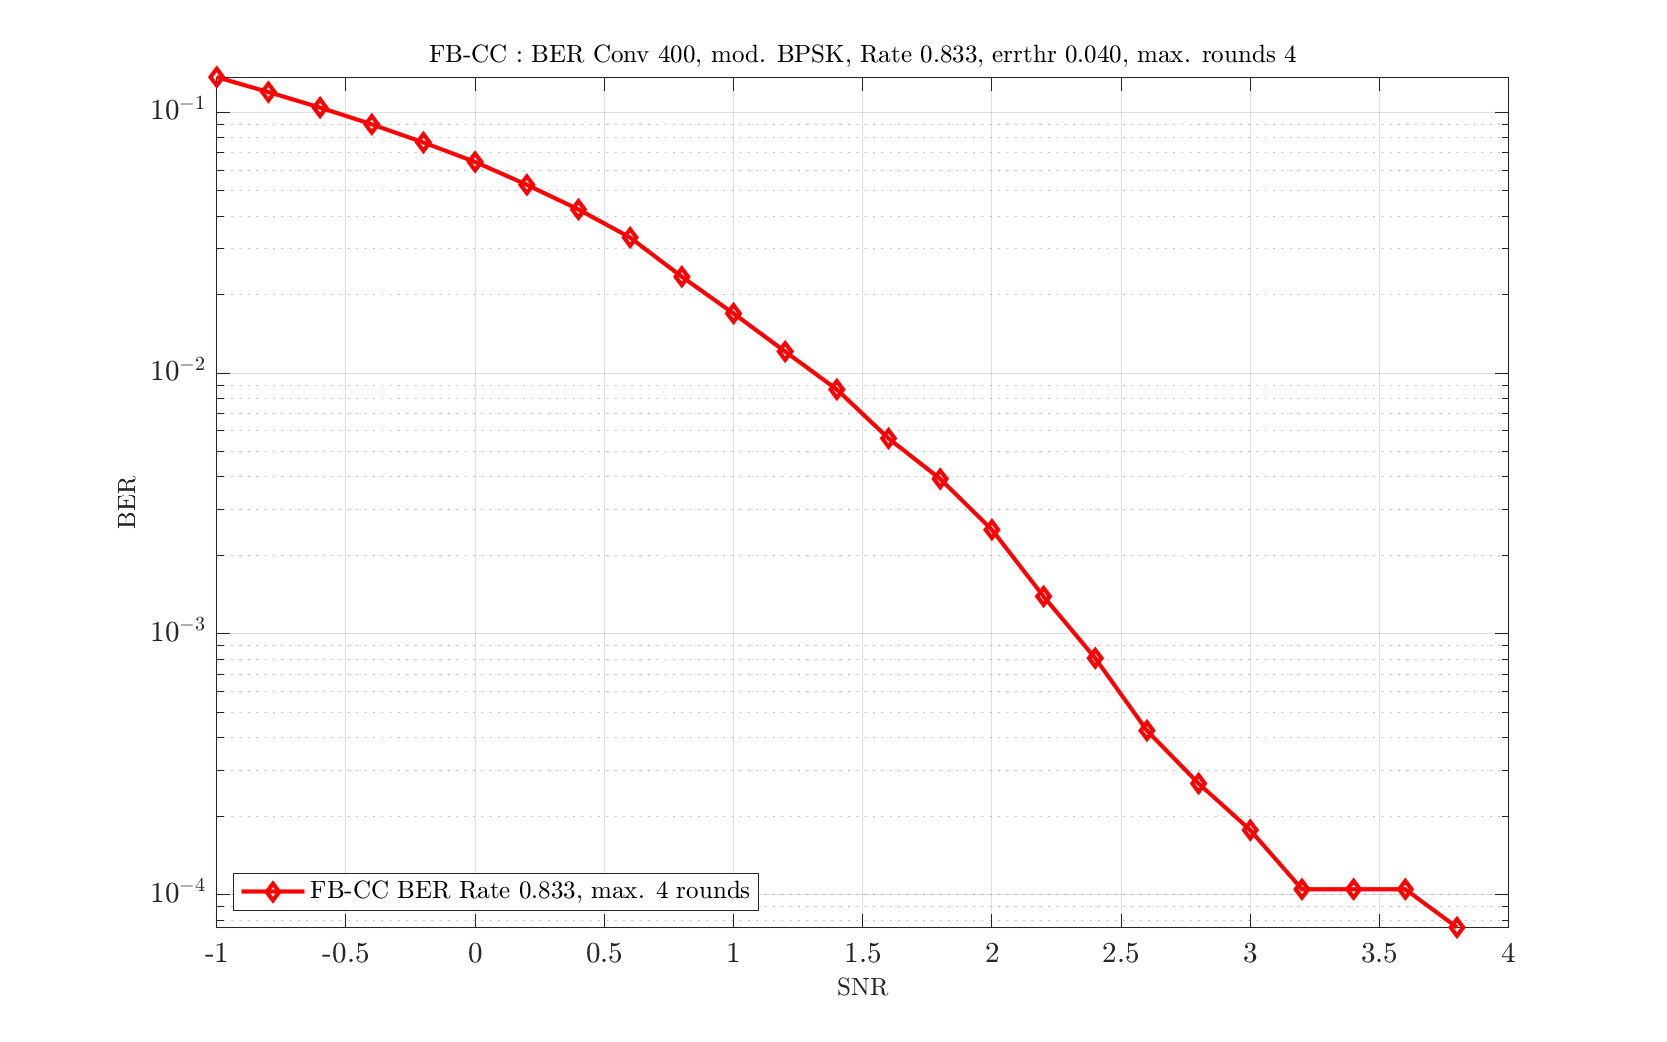 FB-CC : BER Conv 400, mod. BPSK, Rate 0.833, errthr 0.040, max. rounds 4
10⁻¹
10⁻²
10⁻³
10⁻⁴
BER
FB-CC BER Rate 0.833, max. 4 rounds
-1 -0.5 0 0.5 1 1.5 2 2.5 3 3.5 4
SNR